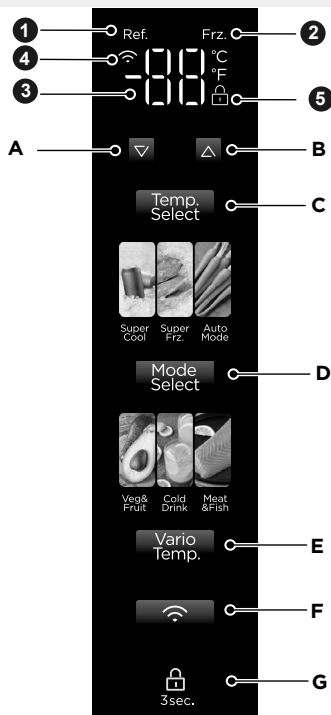 1 Ref. Frz. 2
4 -88 °C
°F
3 5
A B
Temp.
Select C
Super
Cool
Super
Frz.
Auto
Mode
Mode
Select D
Veg&
Fruit
Cold
Drink
Meat
&Fish
Vario
Temp. E
F
3sec. G